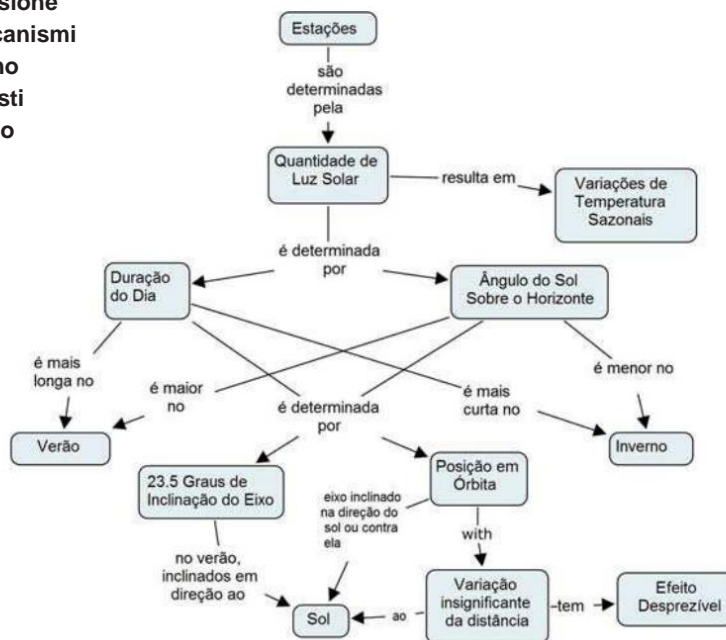 sione
canismi
no
sti
o
Estações
são
determinadas
pela
Quantidade de
Luz Solar
resulta em
Variações de
Temperatura
Sazonais
é determinada
por
Duração
do Dia
Ângulo do Sol
Sobre o Horizonte
é mais
longa no
é maior
no
é determinada
por
é mais
curta no
é menor no
Verão
Inverno
23.5 Graus de
Inclinação do Eixo
Posição em
Órbita
eixo inclinado
na direção do
sol ou contra
ela
with
no verão,
inclinados em
direção ao
Sol
ao
Variação
insignificante
da distância
tem
Efeito
Desprezível